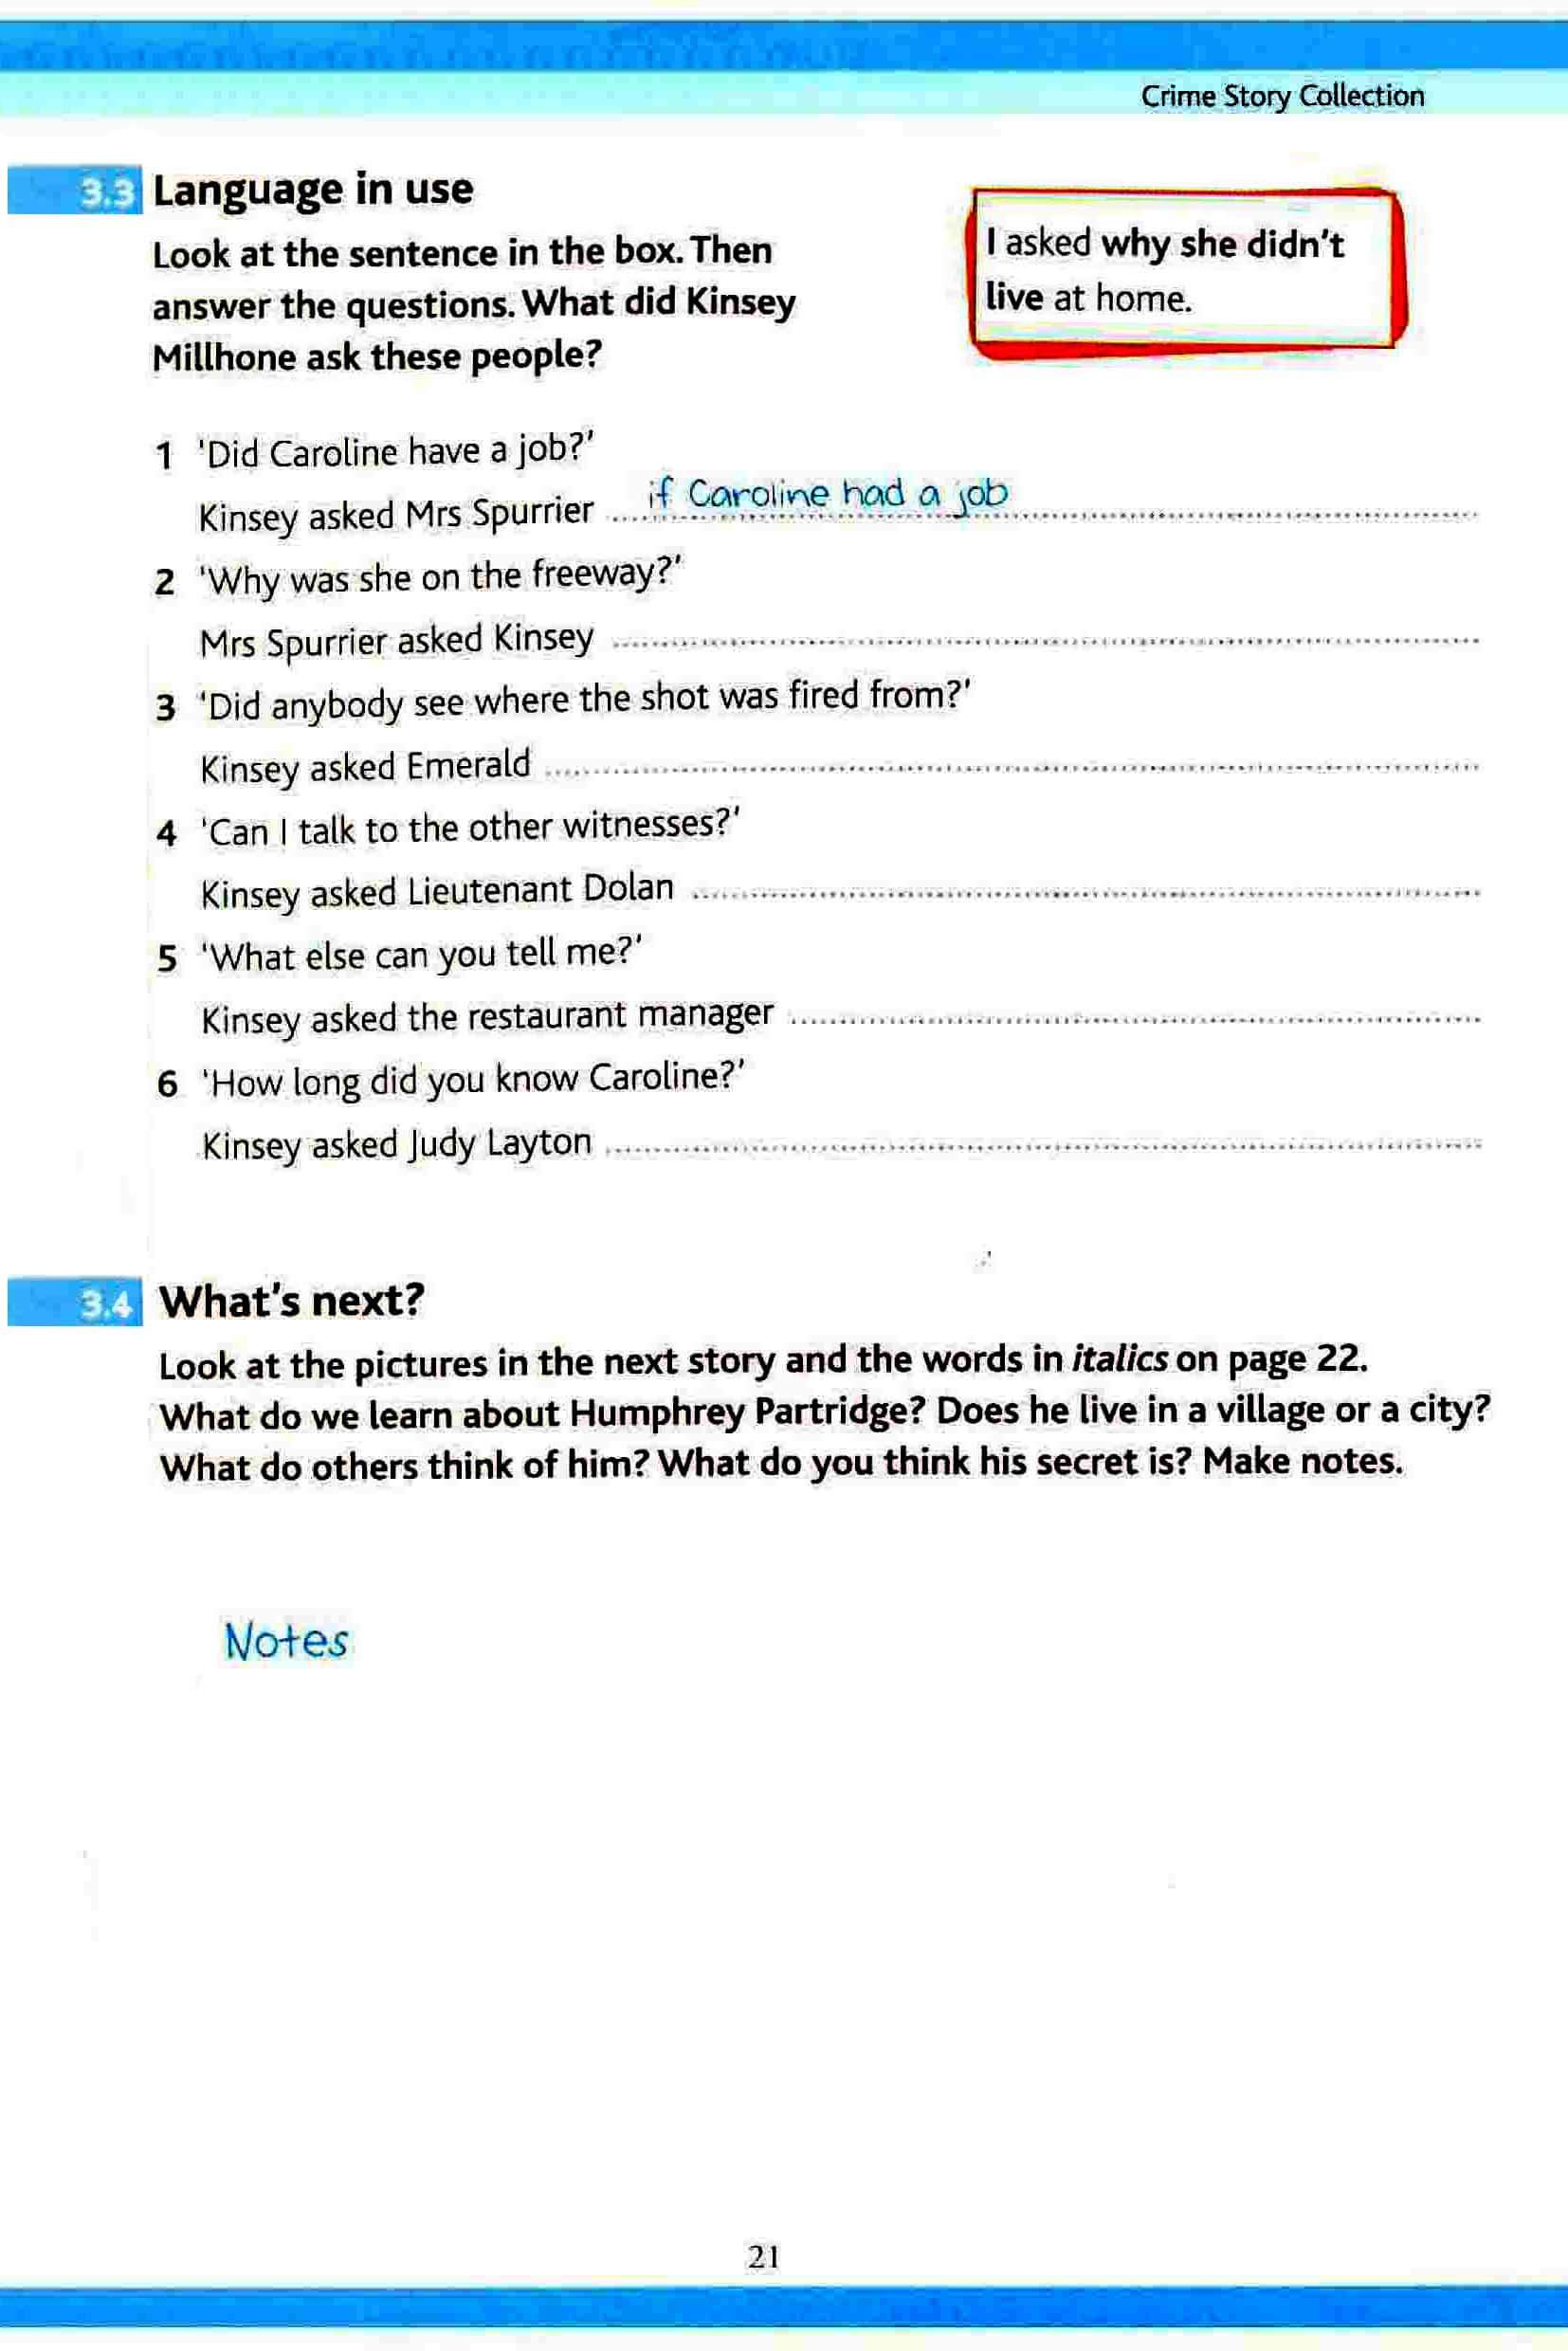 Crime Story Collection
3.3 Language in use
Look at the sentence in the box. Then
answer the questions. What did Kinsey
Millhone ask these people?
I asked why she didn't
live at home.
1 'Did Caroline have a job?'
Kinsey asked Mrs Spurrier if Caroline had a job
2 'Why was she on the freeway?'
Mrs Spurrier asked Kinsey
3 'Did anybody see where the shot was fired from?'
Kinsey asked Emerald
4 'Can I talk to the other witnesses?'
Kinsey asked Lieutenant Dolan
5 'What else can you tell me?'
Kinsey asked the restaurant manager
6 'How long did you know Caroline?'
Kinsey asked Judy Layton
3.4 What's next?
Look at the pictures in the next story and the words in italics on page 22.
What do we learn about Humphrey Partridge? Does he live in a village or a city?
What do others think of him? What do you think his secret is? Make notes.
Notes
21